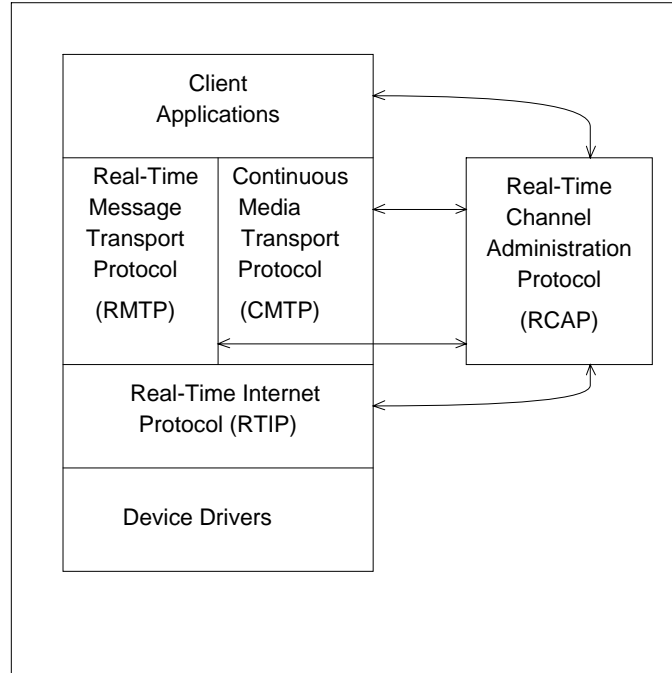 Client
Applications
Real-Time
Message
Transport
Protocol
(RMTP)
Continuous
Media
Transport
Protocol
(CMTP)
Real-Time
Channel
Administration
Protocol
(RCAP)
Real-Time Internet
Protocol (RTIP)
Device Drivers